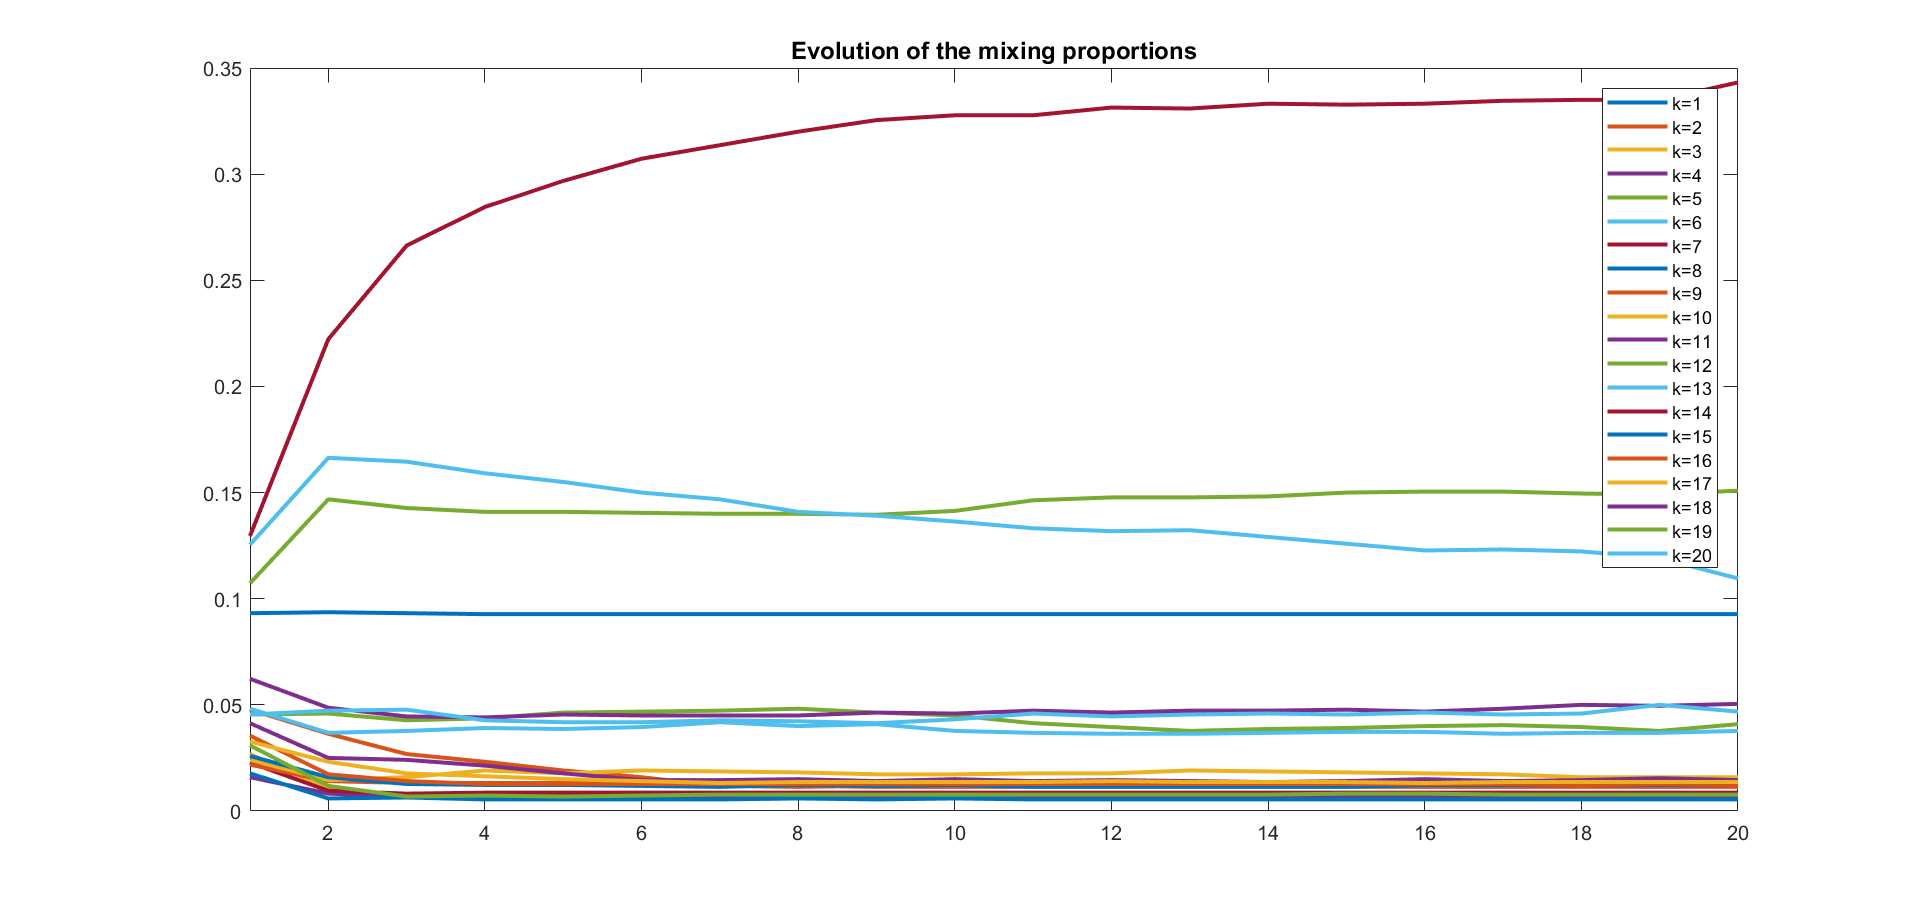 Evolution of the mixing proportions
0.35
0.3
0.25
0.2
0.15
0.1
0.05
0
2 4 6 8 10 12 14 16 18 20
k=1
k=2
k=3
k=4
k=5
k=6
k=7
k=8
k=9
k=10
k=11
k=12
k=13
k=14
k=15
k=16
k=17
k=18
k=19
k=20